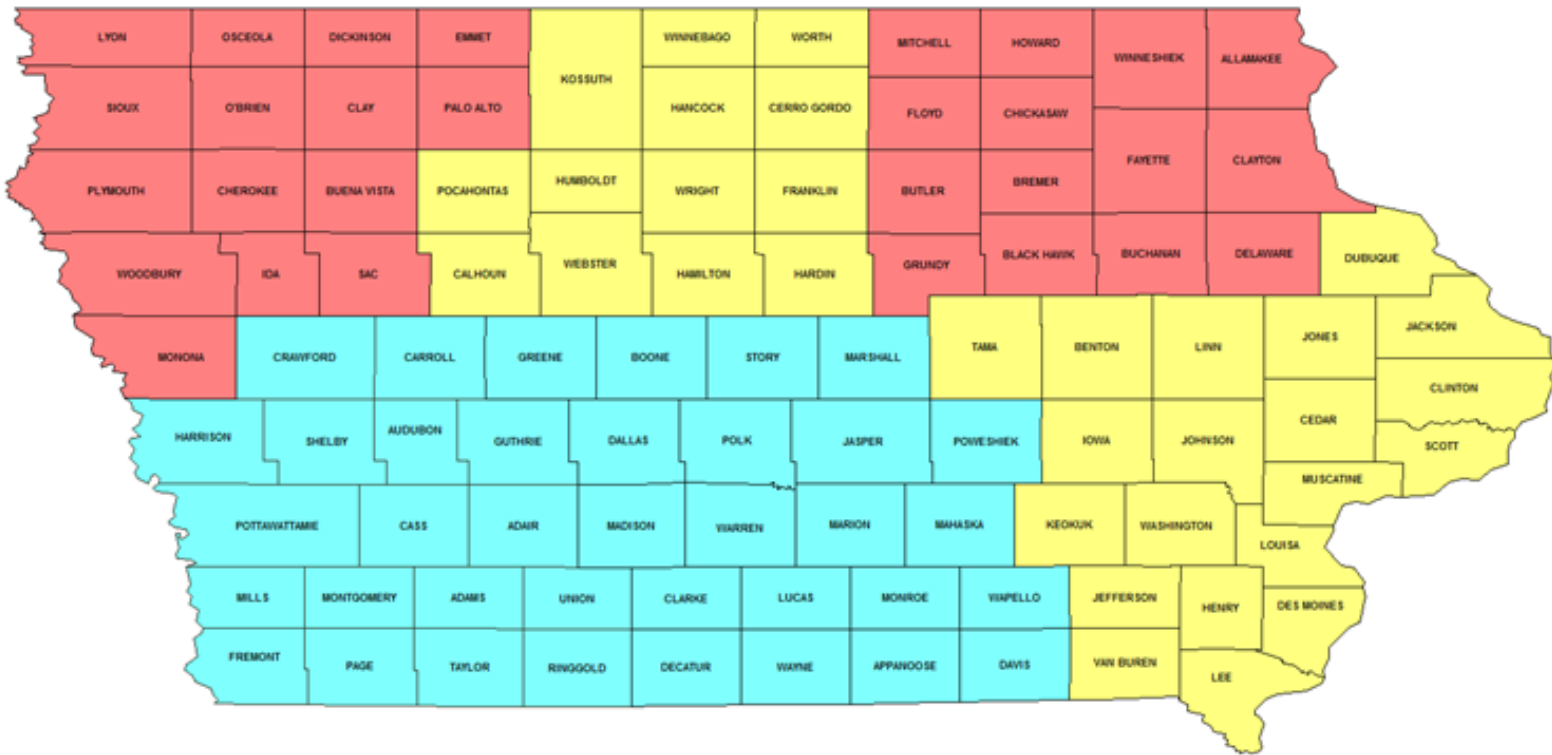 LYON
OSCEOLA
DICKINSON
EMMET
KOSSUTH
WINNEBAGO
WORTH
MITCHELL
HOWARD
WINNESHIEK
ALLAMAKEE
SIOUX
O'BRIEN
CLAY
PALO ALTO
HANCOCK
CERRO GORDO
FLOYD
CHICKASAW
PLYMOUTH
CHEROKEE
BUENA VISTA
POCAHONTAS
HUMBOLDT
WRIGHT
FRANKLIN
BUTLER
BREMER
FAYETTE
CLAYTON
WOODBURY
IDA
SAC
CALHOUN
WEBSTER
HAMILTON
HARDIN
GRUNDY
BLACK HAWK
BUCHANAN
DELAWARE
DUBUQUE
MONONA
CRAWFORD
CARROLL
GREENE
BOONE
STORY
MARSHALL
TAMA
BENTON
LINN
JONES
JACKSON
CLINTON
HARRISON
SHELBY
AUDUBON
GUTHRIE
DALLAS
POLK
JASPER
POWESHIEK
IOWA
JOHNSON
CEDAR
SCOTT
MUSCATINE
POTTAWATTAMIE
CASS
ADAIR
MADISON
WARREN
MARION
MAHASKA
KEOKUK
WASHINGTON
LOUISA
MILLS
MONTGOMERY
ADAMS
UNION
CLARKE
LUCAS
MONROE
WAPELLO
JEFFERSON
HENRY
DES MOINES
FREMONT
PAGE
TAYLOR
RINGGOLD
DECATUR
WAYNE
APPANOOSE
DAVIS
VAN BUREN
LEE